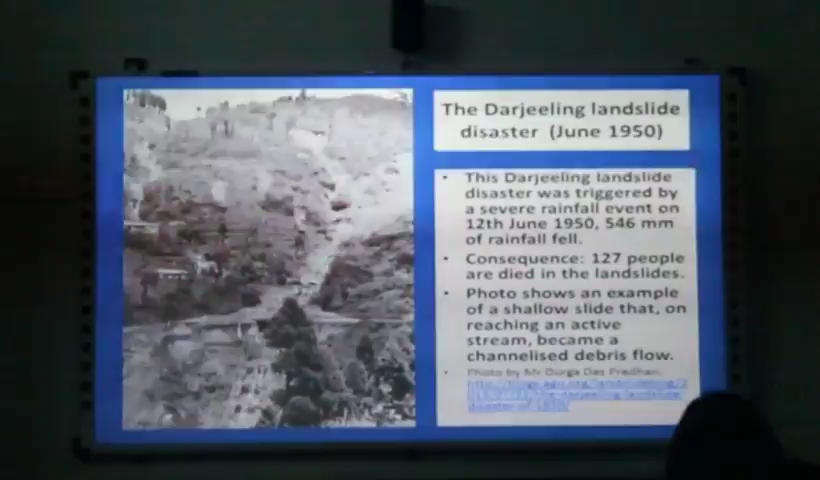 The Darjeeling landslide
disaster (June 1950)
• This Darjeeling landslide
disaster was triggered by
a severe rainfall event on
12th June 1950, 546 mm
of rainfall fell.
• Consequence: 127 people
are died in the landslides.
• Photo shows an example
of a shallow slide that, on
reaching an active
stream, became a
channelised debris flow.
• Photo by Mr Durga Das Pradhan: